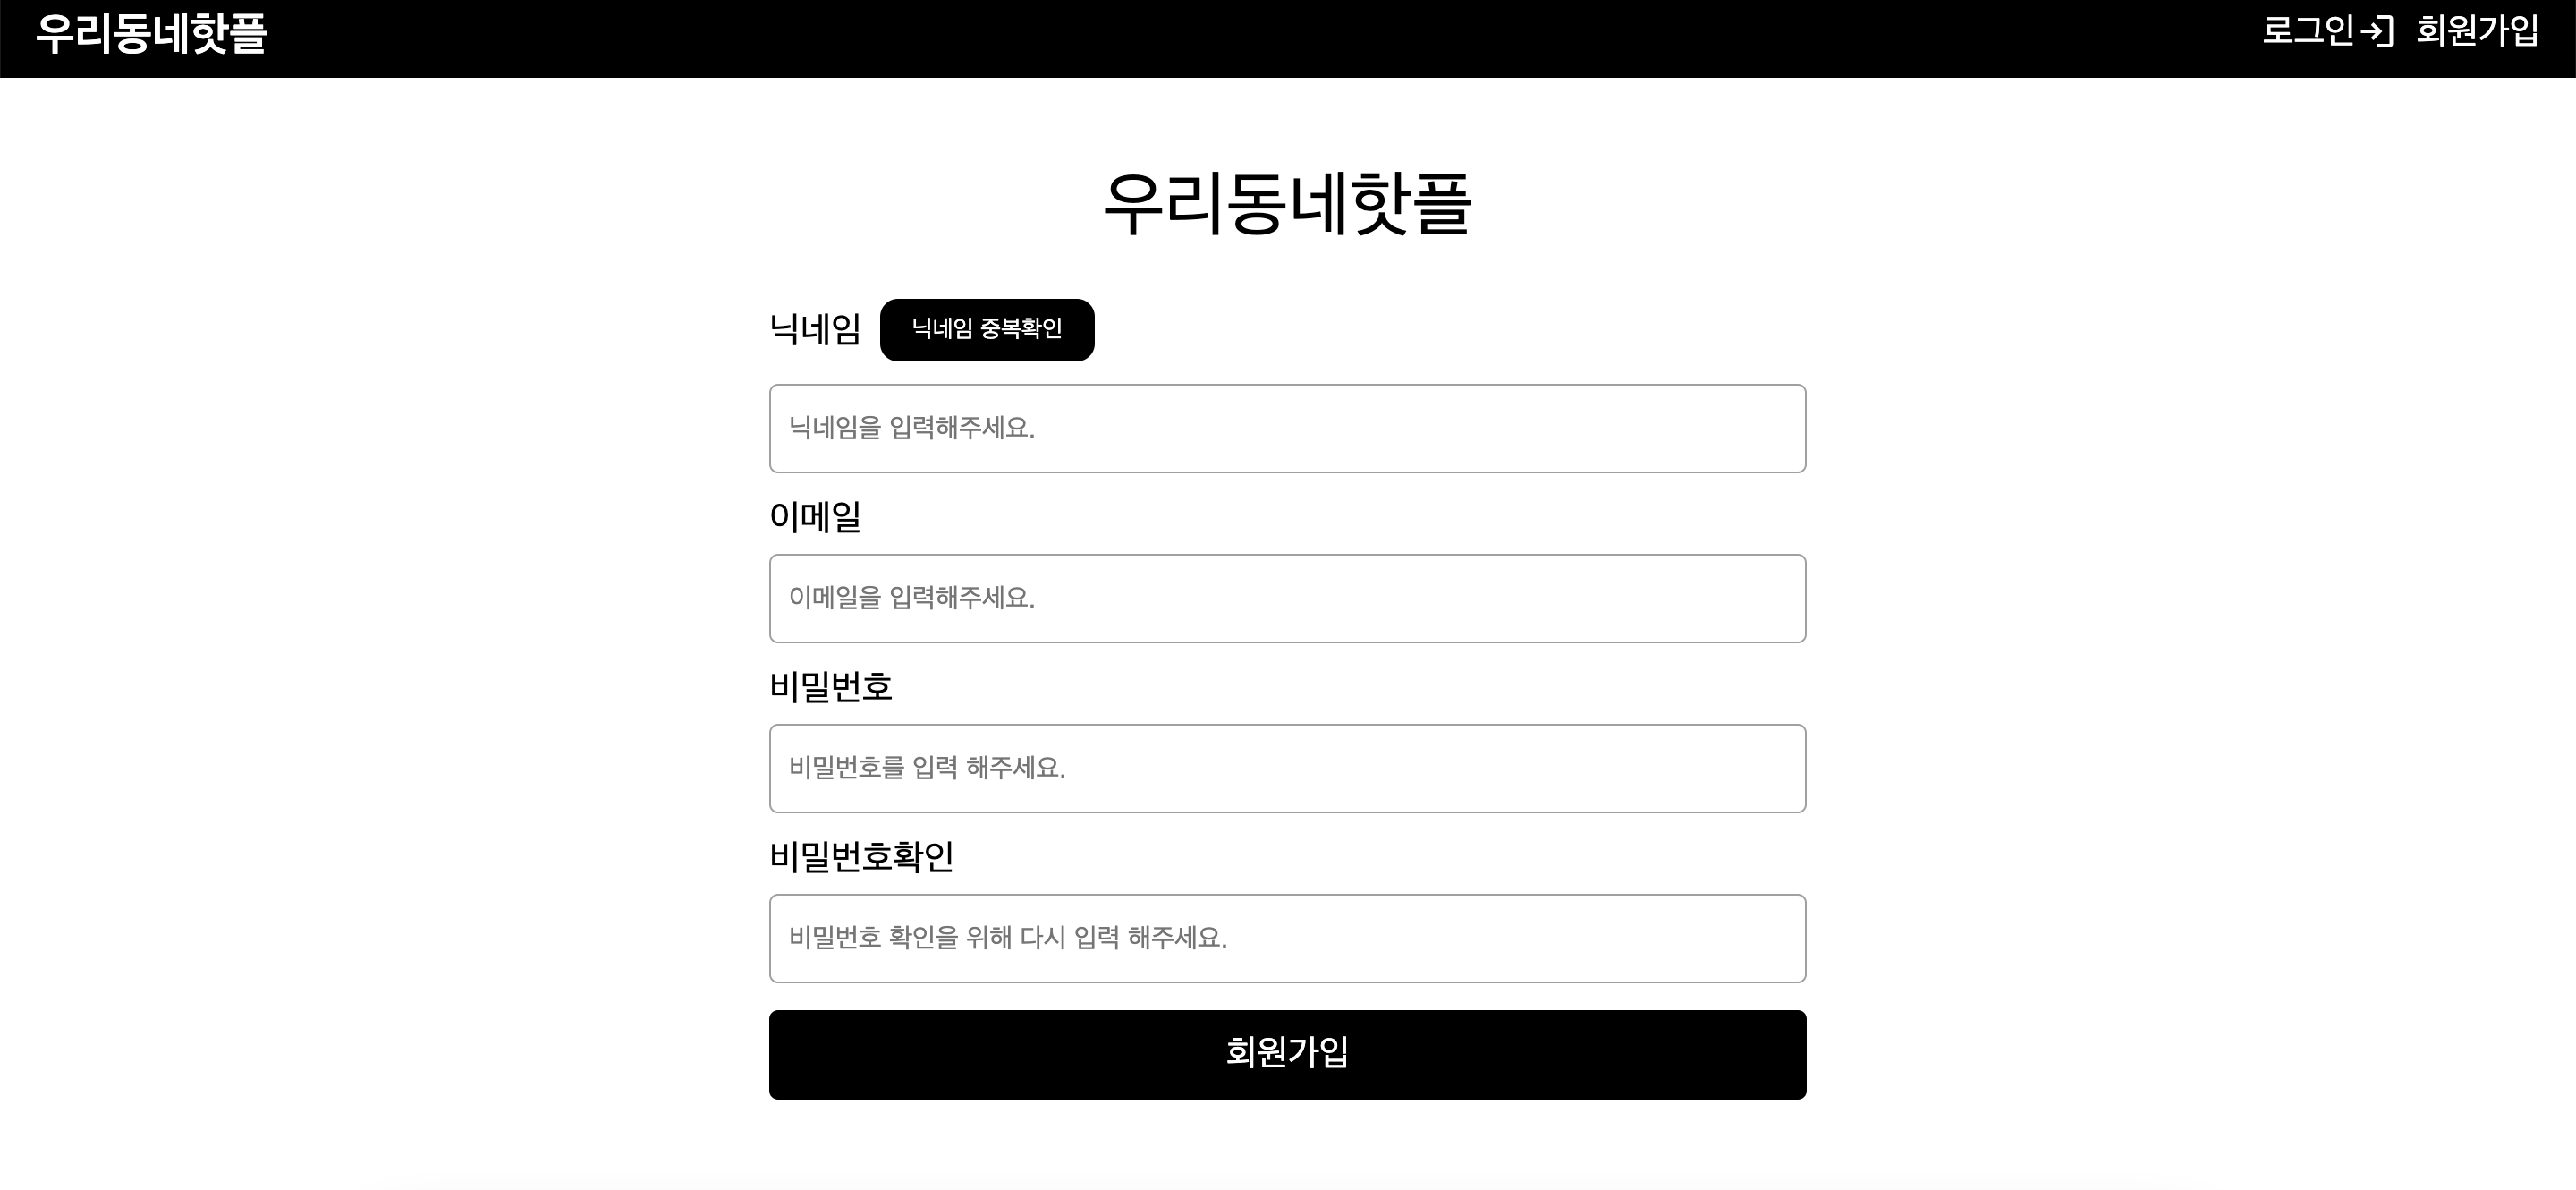 우리동네핫플
로그인 회원가입
우리동네핫플
닉네임 닉네임 중복확인
닉네임을 입력해주세요.
이메일
이메일을 입력해주세요.
비밀번호
비밀번호를 입력 해주세요.
비밀번호확인
비밀번호 확인을 위해 다시 입력 해주세요.
회원가입